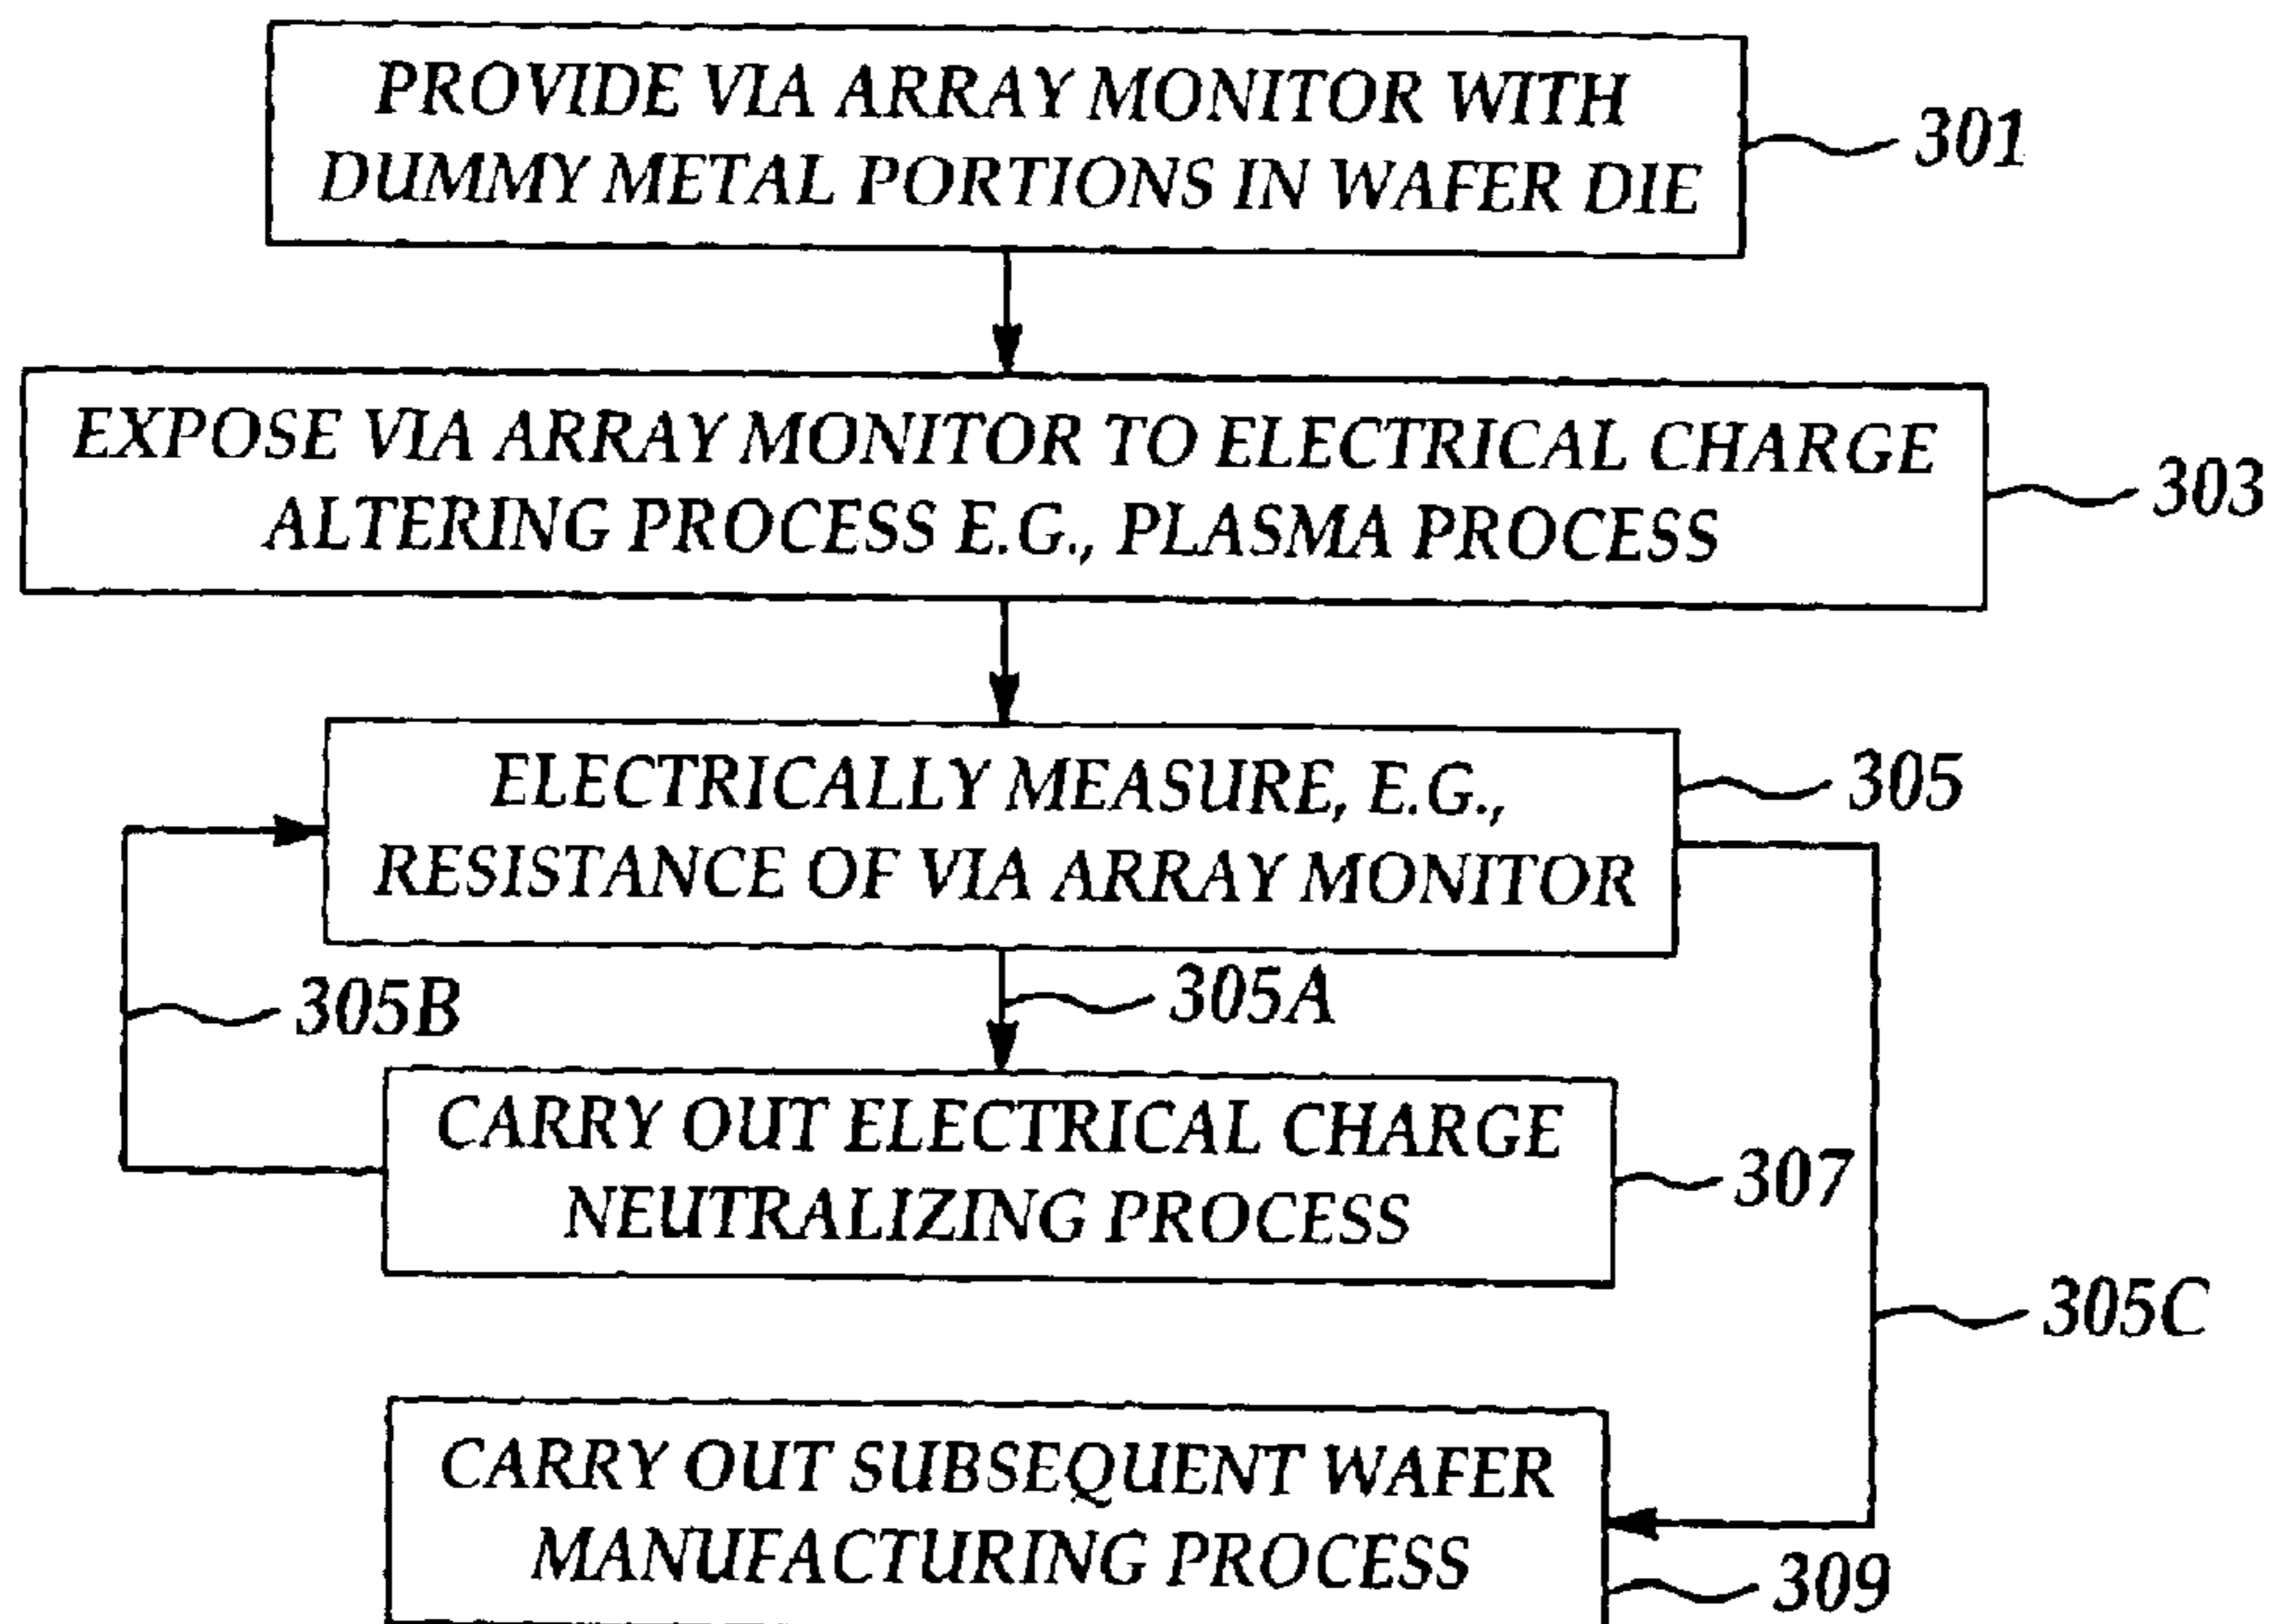 PROVIDE VIA ARRAY MONITOR WITH
DUMMY METAL PORTIONS IN WAFER DIE
301
EXPOSE VIA ARRAY MONITOR TO ELECTRICAL CHARGE
ALTERING PROCESS E.G., PLASMA PROCESS
303
ELECTRICALLY MEASURE, E.G.,
RESISTANCE OF VIA ARRAY MONITOR
305
305B
305A
CARRY OUT ELECTRICAL CHARGE
NEUTRALIZING PROCESS
307
305C
CARRY OUT SUBSEQUENT WAFER
MANUFACTURING PROCESS
309